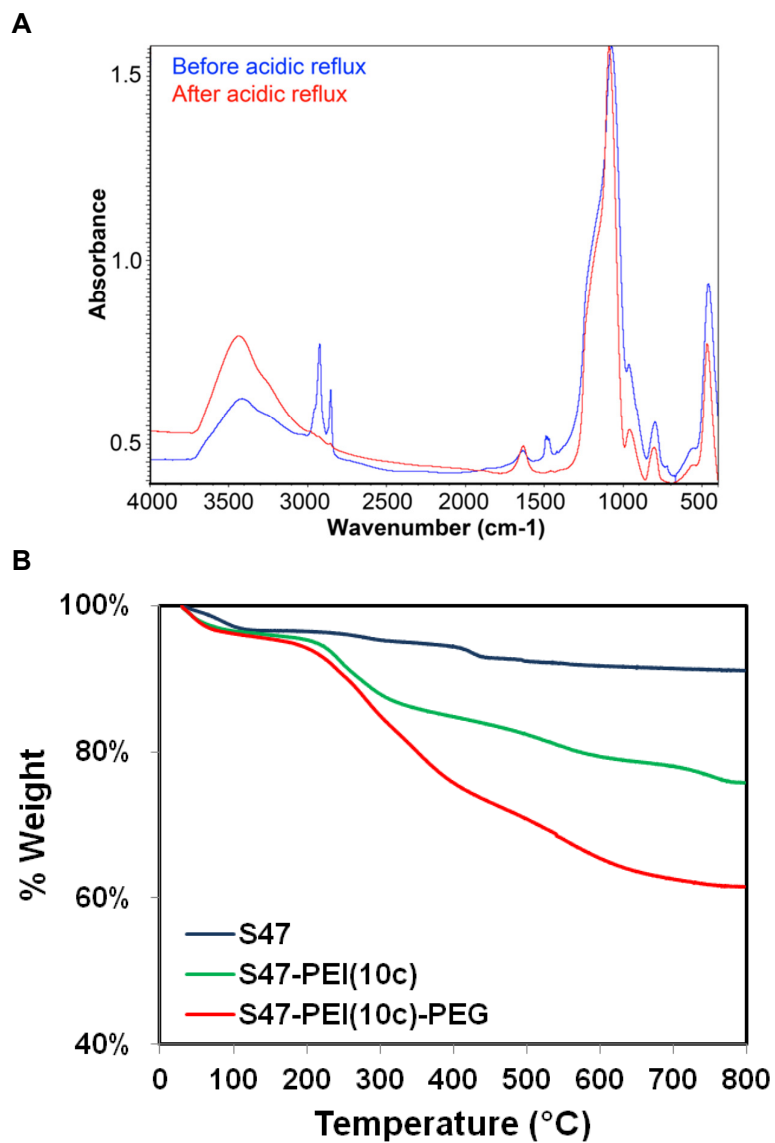 A
Before acidic reflux
After acidic reflux
1.5
1.0
0.5
Absorbance
4000 3500 3000 2500 2000 1500 1000 500
Wavenumber (cm-1)
B
100%
80%
60%
40%
% Weight
S47
S47-PEI(10c)
S47-PEI(10c)-PEG
0 100 200 300 400 500 600 700 800
Temperature (°C)